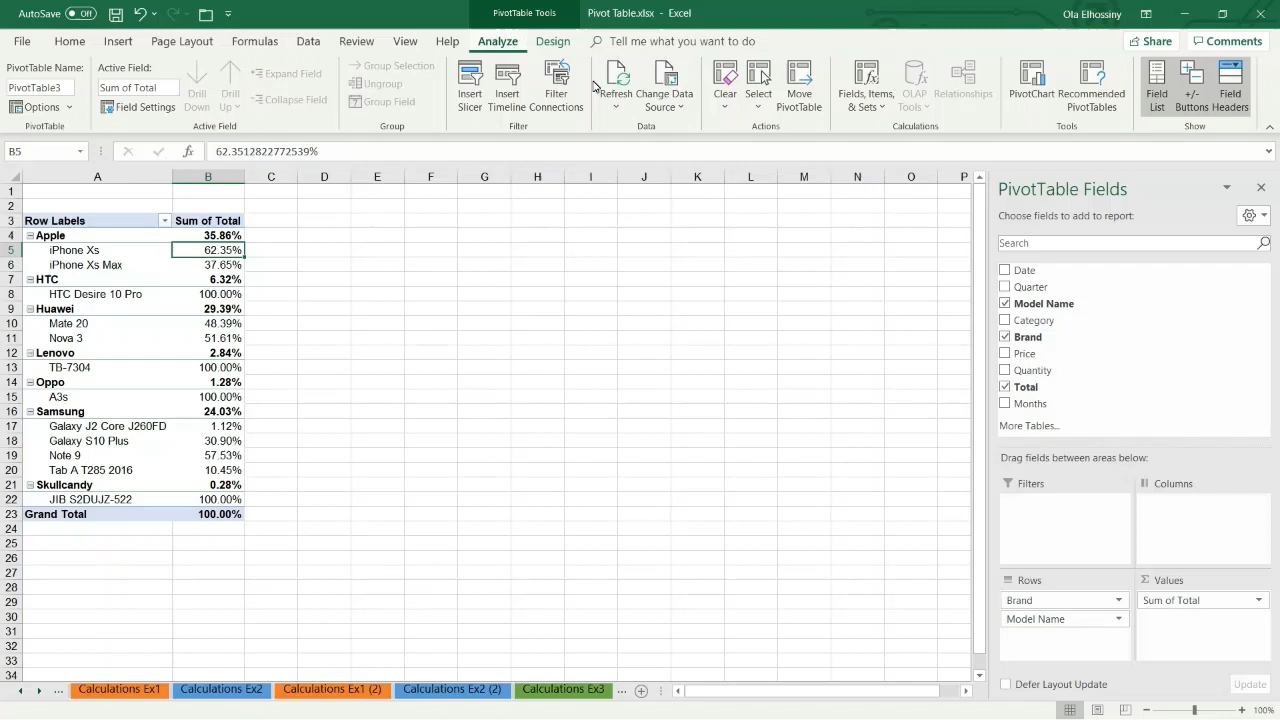 AutoSave Off PivotTable Tools Pivot Table.xlsx - Excel Ola Elhossiny
File Home Insert Page Layout Formulas Data Review View Help Analyze Design Tell me what you want to do Share Comments
PivotTable Name: Active Field: Expand Field Group Selection
PivotTable3 Sum of Total Drill Down Drill Up Collapse Field Ungroup Insert Slicer Insert Timeline Filter Connections Refresh Change Data Source Clear Select Move PivotTable Fields, Items, & Sets OLAP Tools Relationships PivotChart Recommended PivotTables Field List +/- Buttons Field Headers
Options Field Settings Group Field
PivotTable Active Field Group Filter Data Actions Calculations Tools Show
B5 fx 62.3512822772539%
A B C D E F G H I J K L M N O P
1
2
3 Row Labels Sum of Total
4 Apple 35.86%
5 iPhone Xs 62.35%
6 iPhone Xs Max 37.65%
7 HTC 6.32%
8 HTC Desire 10 Pro 100.00%
9 Huawei 29.39%
10 Mate 20 48.39%
11 Nova 3 51.61%
12 Lenovo 2.84%
13 TB-7304 100.00%
14 Oppo 1.28%
15 A3s 100.00%
16 Samsung 24.03%
17 Galaxy J2 Core J260FD 1.12%
18 Galaxy S10 Plus 30.90%
19 Note 9 57.53%
20 Tab A T285 2016 10.45%
21 Skullcandy 0.28%
22 JIB S2DUJZ-522 100.00%
23 Grand Total 100.00%
24
25
26
27
28
29
30
31
32
33
34
PivotTable Fields
Choose fields to add to report:
Search
Date
Quarter
Model Name
Category
Brand
Price
Quantity
Total
Months
More Tables...
Drag fields between areas below:
Filters Columns
Rows Σ Values
Brand Sum of Total
Model Name
Defer Layout Update Update
... Calculations Ex1 Calculations Ex2 Calculations Ex1 (2) Calculations Ex2 (2) Calculations Ex3 ...
100%